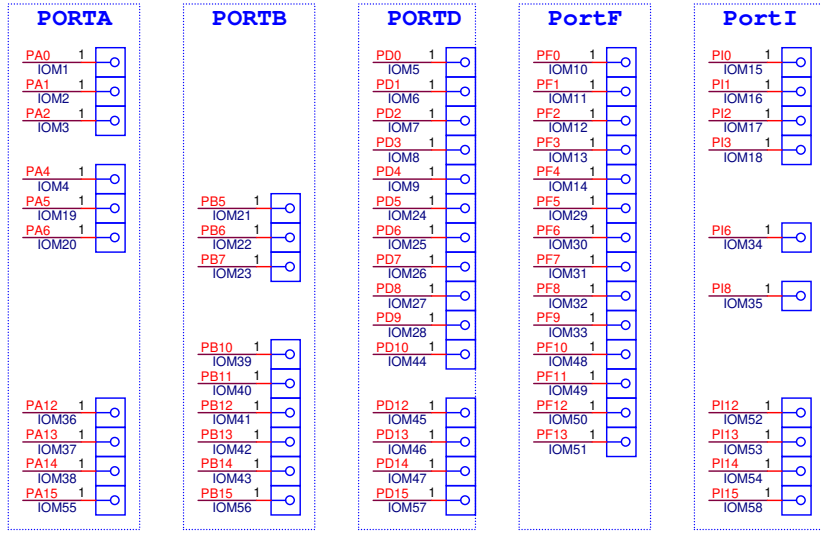 PORTA
PA0 1
IOM1
PA1 1
IOM2
PA2 1
IOM3
PA4 1
IOM4
PA5 1
IOM19
PA6 1
IOM20
PA12 1
IOM36
PA13 1
IOM37
PA14 1
IOM38
PA15 1
IOM55
PORTB
PB5 1
IOM21
PB6 1
IOM22
PB7 1
IOM23
PB10 1
IOM39
PB11 1
IOM40
PB12 1
IOM41
PB13 1
IOM42
PB14 1
IOM43
PB15 1
IOM56
PORTD
PD0 1
IOM5
PD1 1
IOM6
PD2 1
IOM7
PD3 1
IOM8
PD4 1
IOM9
PD5 1
IOM24
PD6 1
IOM25
PD7 1
IOM26
PD8 1
IOM27
PD9 1
IOM28
PD10 1
IOM44
PD12 1
IOM45
PD13 1
IOM46
PD14 1
IOM47
PD15 1
IOM57
PortF
PF0 1
IOM10
PF1 1
IOM11
PF2 1
IOM12
PF3 1
IOM13
PF4 1
IOM14
PF5 1
IOM29
PF6 1
IOM30
PF7 1
IOM31
PF8 1
IOM32
PF9 1
IOM33
PF10 1
IOM48
PF11 1
IOM49
PF12 1
IOM50
PF13 1
IOM51
PortI
PI0 1
IOM15
PI1 1
IOM16
PI2 1
IOM17
PI3 1
IOM18
PI6 1
IOM34
PI8 1
IOM35
PI12 1
IOM52
PI13 1
IOM53
PI14 1
IOM54
PI15 1
IOM58